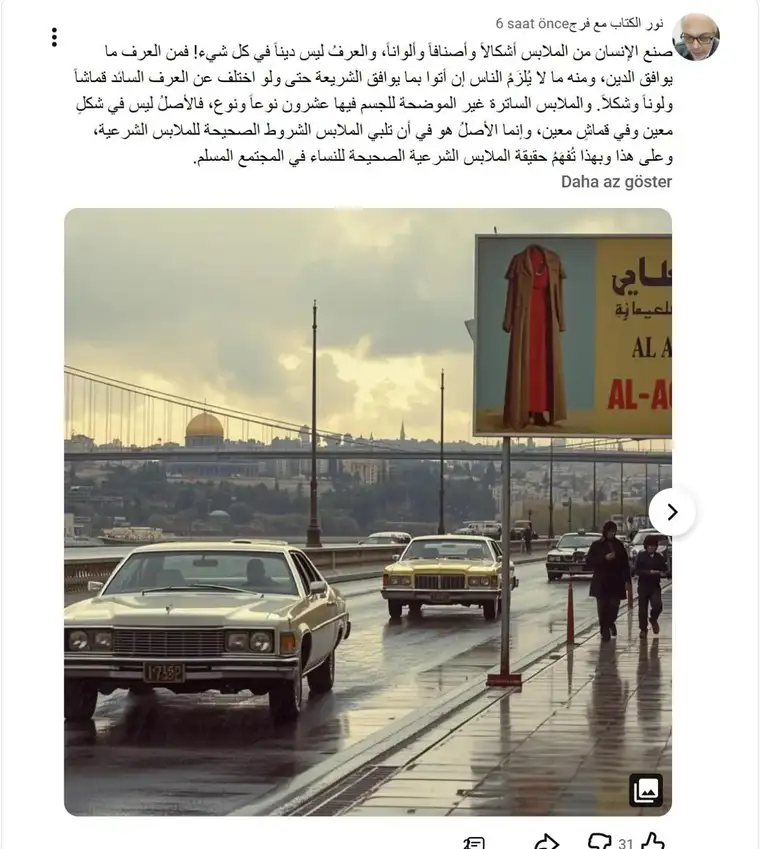 نور الكتاب مع فرج 6 saat önce
صنع الإنسان من الملابس أشكالاً وأصنافاً وألواناً، والعرفُ ليس ديناً في كل شيء! فمن العرف ما
يوافق الدين، ومنه ما لا يُلزَمُ الناس إن أتوا بما يوافق الشريعة حتى ولو اختلف عن العرف السائد قماشاً
ولوناً وشكلاً. والملابس الساترة غير الموضحة للجسم فيها عشرون نوعاً ونوع، فالأصلُ ليس في شكلٍ
معين وفي قماشٍ معين، وإنما الأصلُ هو في أن تلبي الملابس الشروط الصحيحة للملابس الشرعية،
وعلى هذا وبهذا تُفهَمُ حقيقة الملابس الشرعية الصحيحة للنساء في المجتمع المسلم.
Daha az göster
AL A
AL-A
31